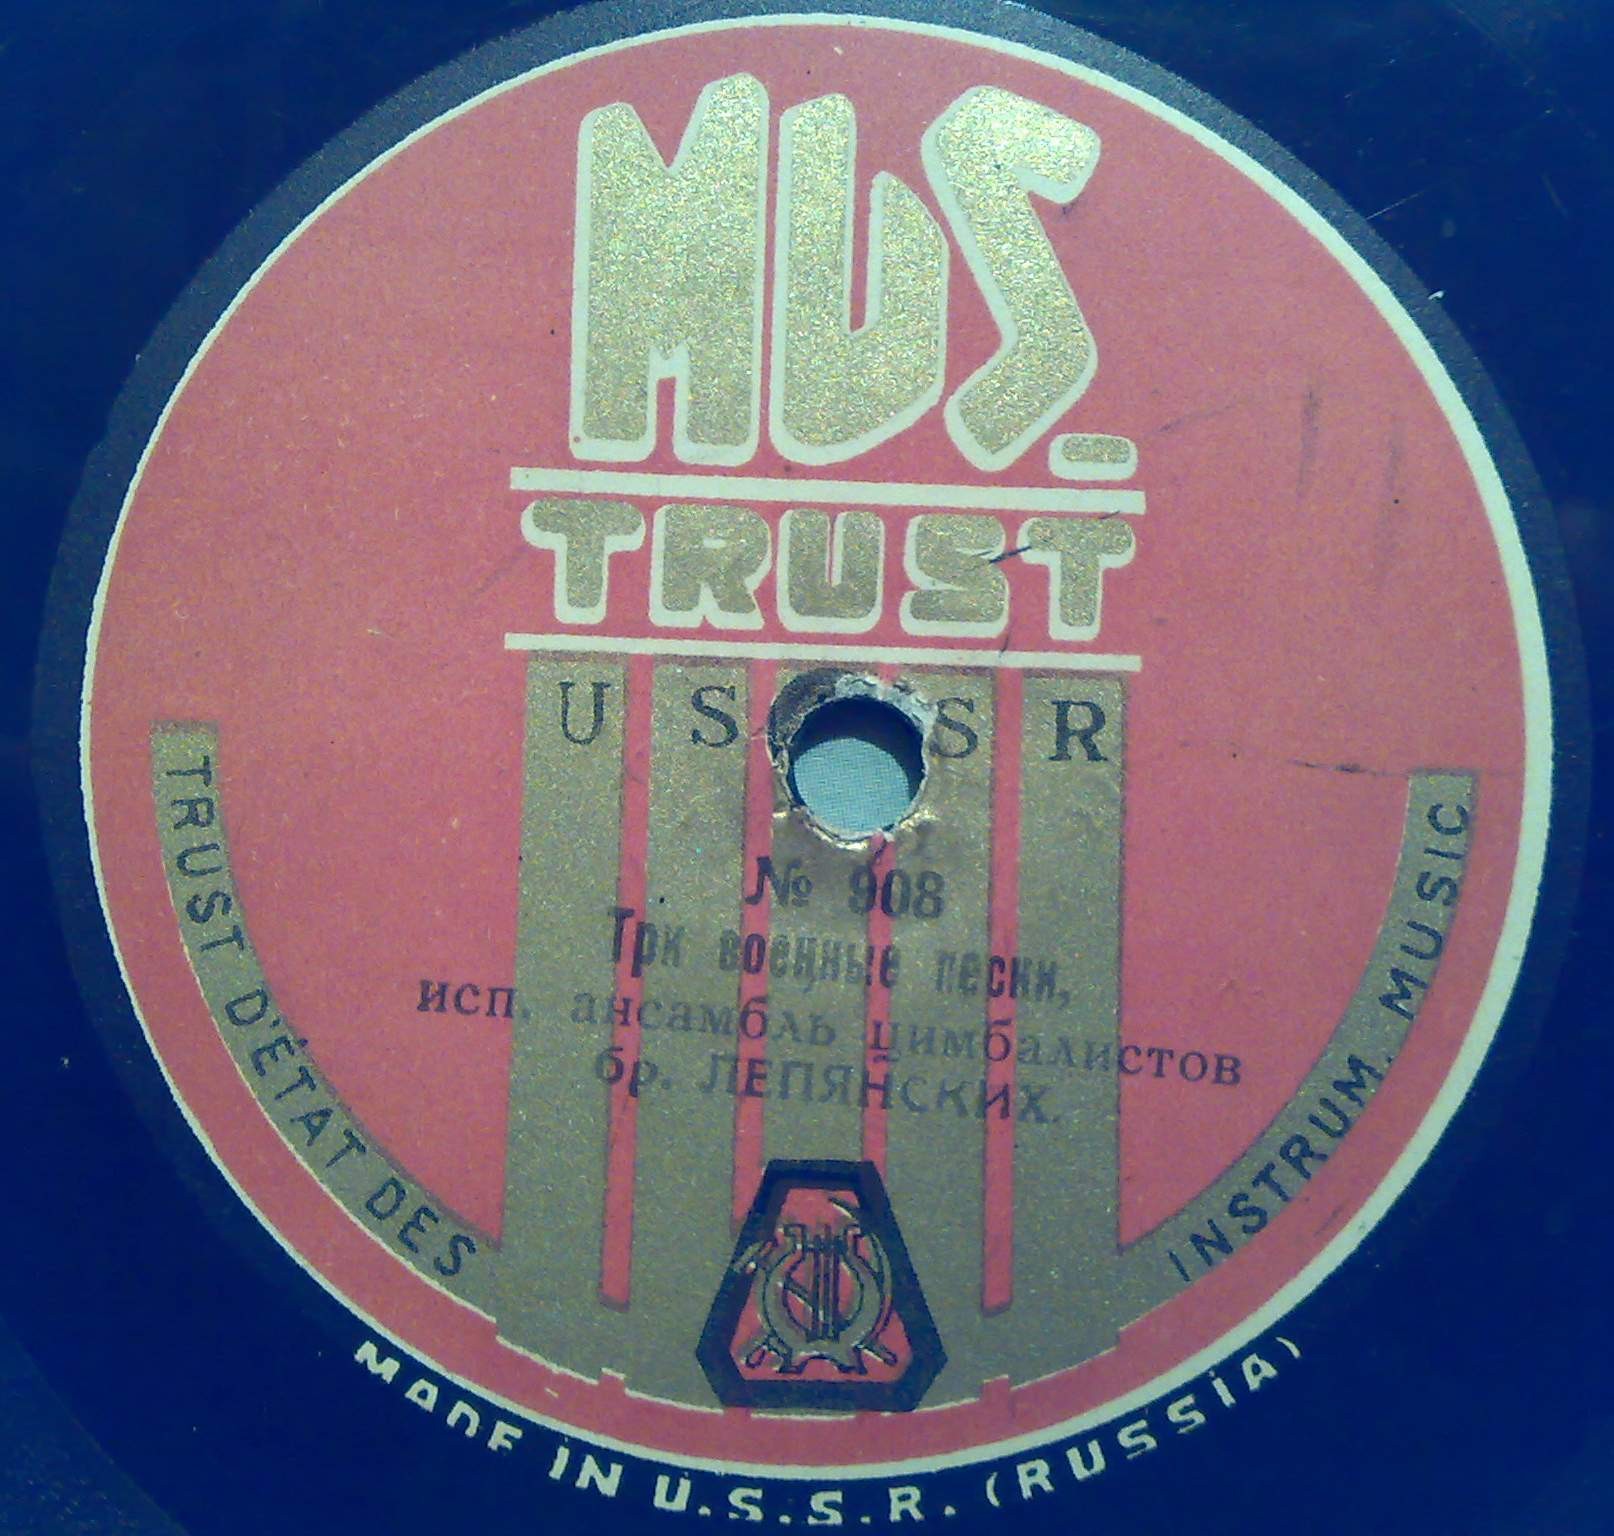 MUS.
TRUST
U S S R
№ 908
Три военные песни,
исп. ансамбль цимбалистов
бр. ЛЕПЯНСКИХ.
TRUST D'ÉTAT DES INSTRUM. MUSIC
MADE IN U.S.S.R. (RUSSIA)